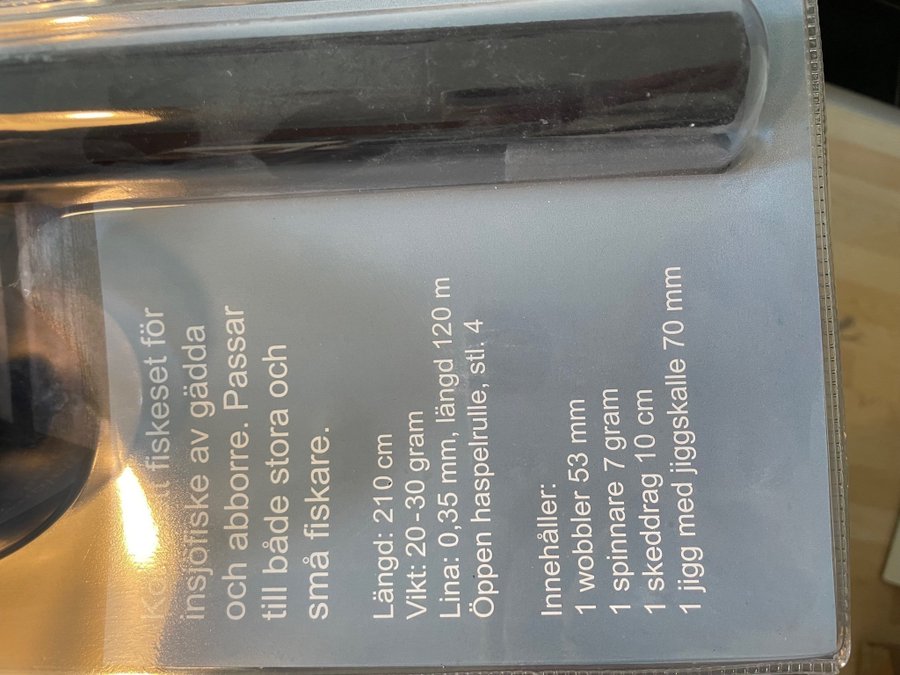 fiskeset för
insjöfiske av gädda
och abborre. Passar
till både stora och
små fiskare.
Längd: 210 cm
Vikt: 20-30 gram
Lina: 0,35 mm, längd 120 m
Öppen haspelrulle, stl. 4
Innehåller:
1 wobbler 53 mm
1 spinnare 7 gram
1 skeddrag 10 cm
1 jigg med jiggskalle 70 mm